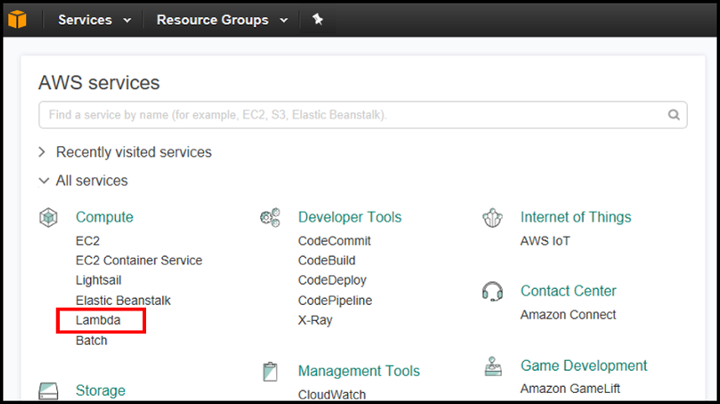 Services Resource Groups
AWS services
Find a service by name (for example, EC2, S3, Elastic Beanstalk).
Recently visited services
All services
Compute
EC2
EC2 Container Service
Lightsail
Elastic Beanstalk
Lambda
Batch
Storage
Developer Tools
CodeCommit
CodeBuild
CodeDeploy
CodePipeline
X-Ray
Management Tools
CloudWatch
Internet of Things
AWS IoT
Contact Center
Amazon Connect
Game Development
Amazon GameLift